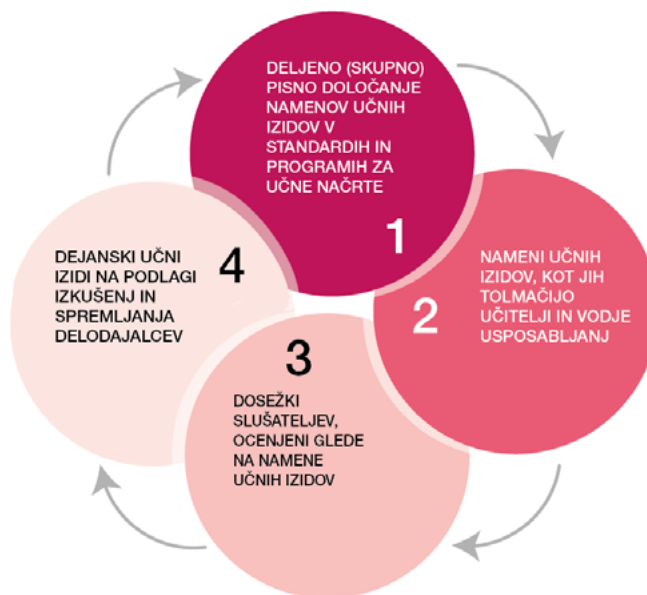 DELJENO (SKUPNO)
PISNO DOLOČANJE
NAMENOV UČNIH
IZIDOV V
STANDARDIH IN
PROGRAMIH ZA
UČNE NAČRTE
1
NAMENI UČNIH
IZIDOV, KOT JIH
TOLMAČIJO
UČITELJI IN VODJE
USPOSABLJANJ
2
3
DOSEŽKI
SLUŠATELJEV,
OCENJENI GLEDE
NA NAMENE
UČNIH IZIDOV
4
DEJANSKI UČNI
IZIDI NA PODLAGI
IZKUŠENJ IN
SPREMLJANJA
DELODAJALCEV